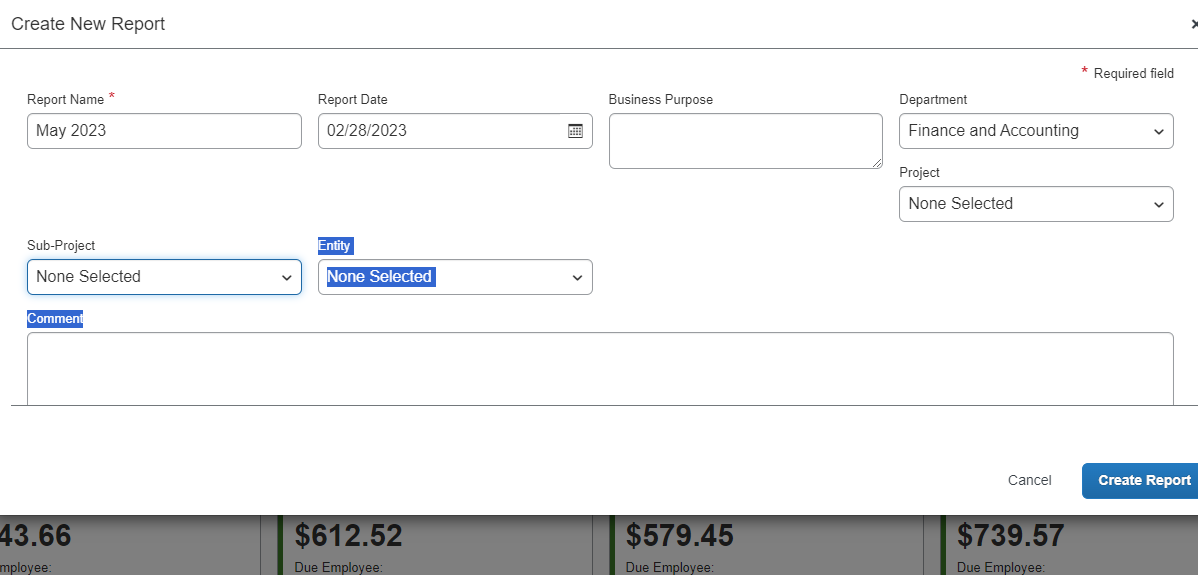 Create New Report
* Required field
Report Name *
Report Date
Business Purpose
Department
May 2023
02/28/2023
Finance and Accounting
Project
None Selected
Sub-Project
Entity
None Selected
None Selected
Comment
Cancel
Create Report
43.66
$612.52
$579.45
$739.57
mployee:
Due Employee:
Due Employee:
Due Employee: